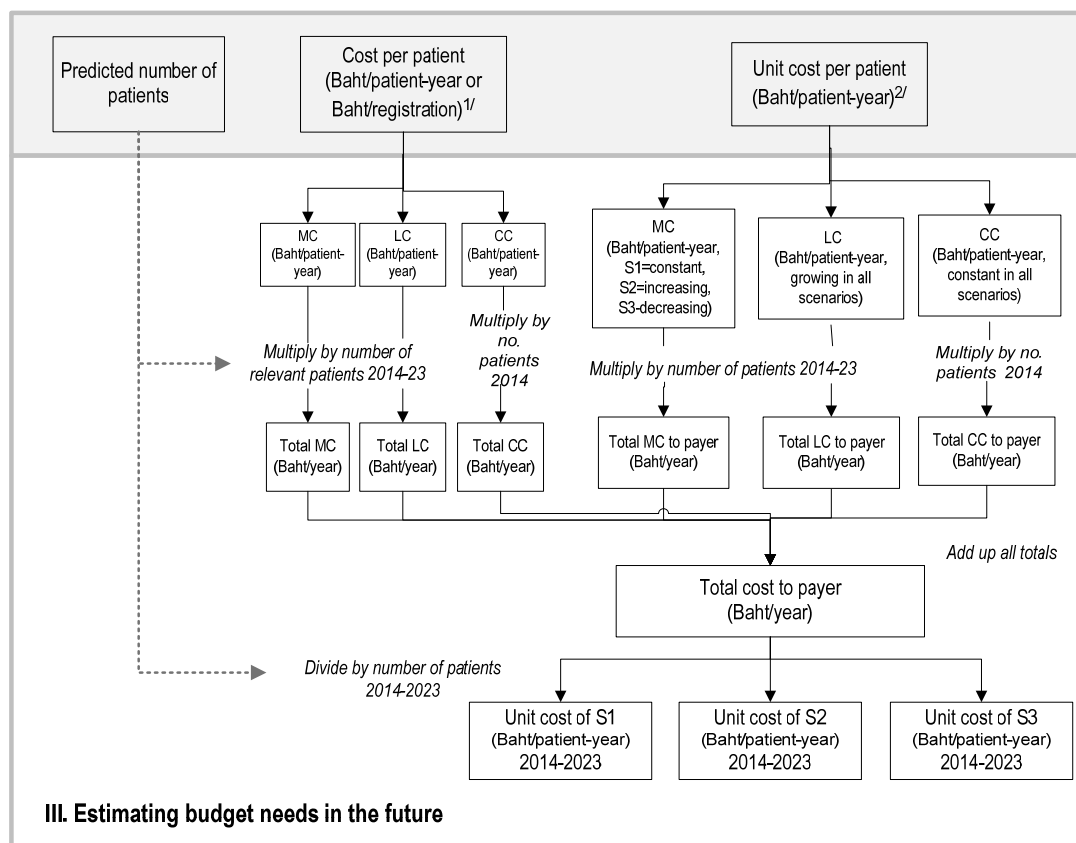 Predicted number of
patients
Cost per patient
(Baht/patient-year or
Baht/registration)1/
Unit cost per patient
(Baht/patient-year)2/
MC
(Baht/patient-
year)
LC
(Baht/patient-
year)
CC
(Baht/patient-
year)
MC
(Baht/patient-year,
S1=constant,
S2=increasing,
S3-decreasing)
LC
(Baht/patient-year,
growing in all
scenarios)
CC
(Baht/patient-year,
constant in all
scenarios)
Multiply by number of
relevant patients 2014-23
Multiply by
no.
patients
2014
Multiply by number of patients 2014-23
Multiply by no.
patients 2014
Total MC
(Baht/year)
Total LC
(Baht/year)
Total CC
(Baht/year)
Total MC to payer
(Baht/year)
Total LC to payer
(Baht/year)
Total CC to payer
(Baht/year)
Add up all totals
Total cost to payer
(Baht/year)
Divide by number of patients
2014-2023
Unit cost of S1
(Baht/patient-year)
2014-2023
Unit cost of S2
(Baht/patient-year)
2014-2023
Unit cost of S3
(Baht/patient-year)
2014-2023
III. Estimating budget needs in the future